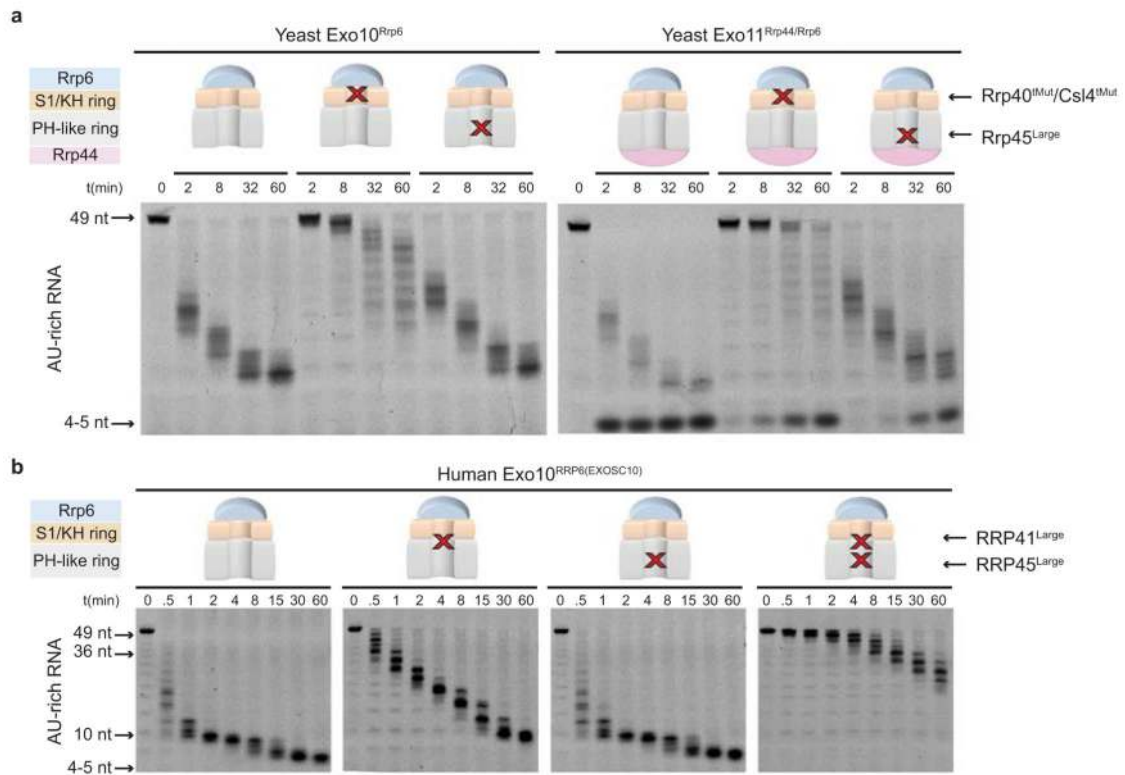 a
Yeast Exo10Rrp6
Yeast Exo11Rrp44/Rrp6
Rrp6
S1/KH ring
PH-like ring
Rrp44
Rrp40tMut/Csl4tMut
Rrp45Large
t(min) 0 2 8 32 60 2 8 32 60 2 8 32 60
0 2 8 32 60 2 8 32 60 2 8 32 60
49 nt
AU-rich RNA
4-5 nt
b
Human Exo10RRP6(EXOSC10)
Rrp6
S1/KH ring
PH-like ring
RRP41Large
RRP45Large
t(min) 0 .5 1 2 4 8 15 30 60
0 .5 1 2 4 8 15 30 60
0 .5 1 2 4 8 15 30 60
0 .5 1 2 4 8 15 30 60
49 nt
36 nt
AU-rich RNA
10 nt
4-5 nt